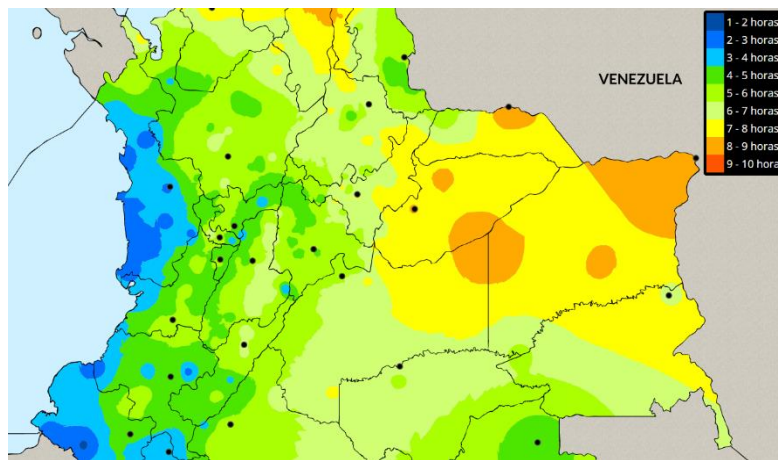 1 - 2 horas
2 - 3 horas
3 - 4 horas
4 - 5 horas
5 - 6 horas
6 - 7 horas
7 - 8 horas
8 - 9 horas
9 - 10 hora
VENEZUELA